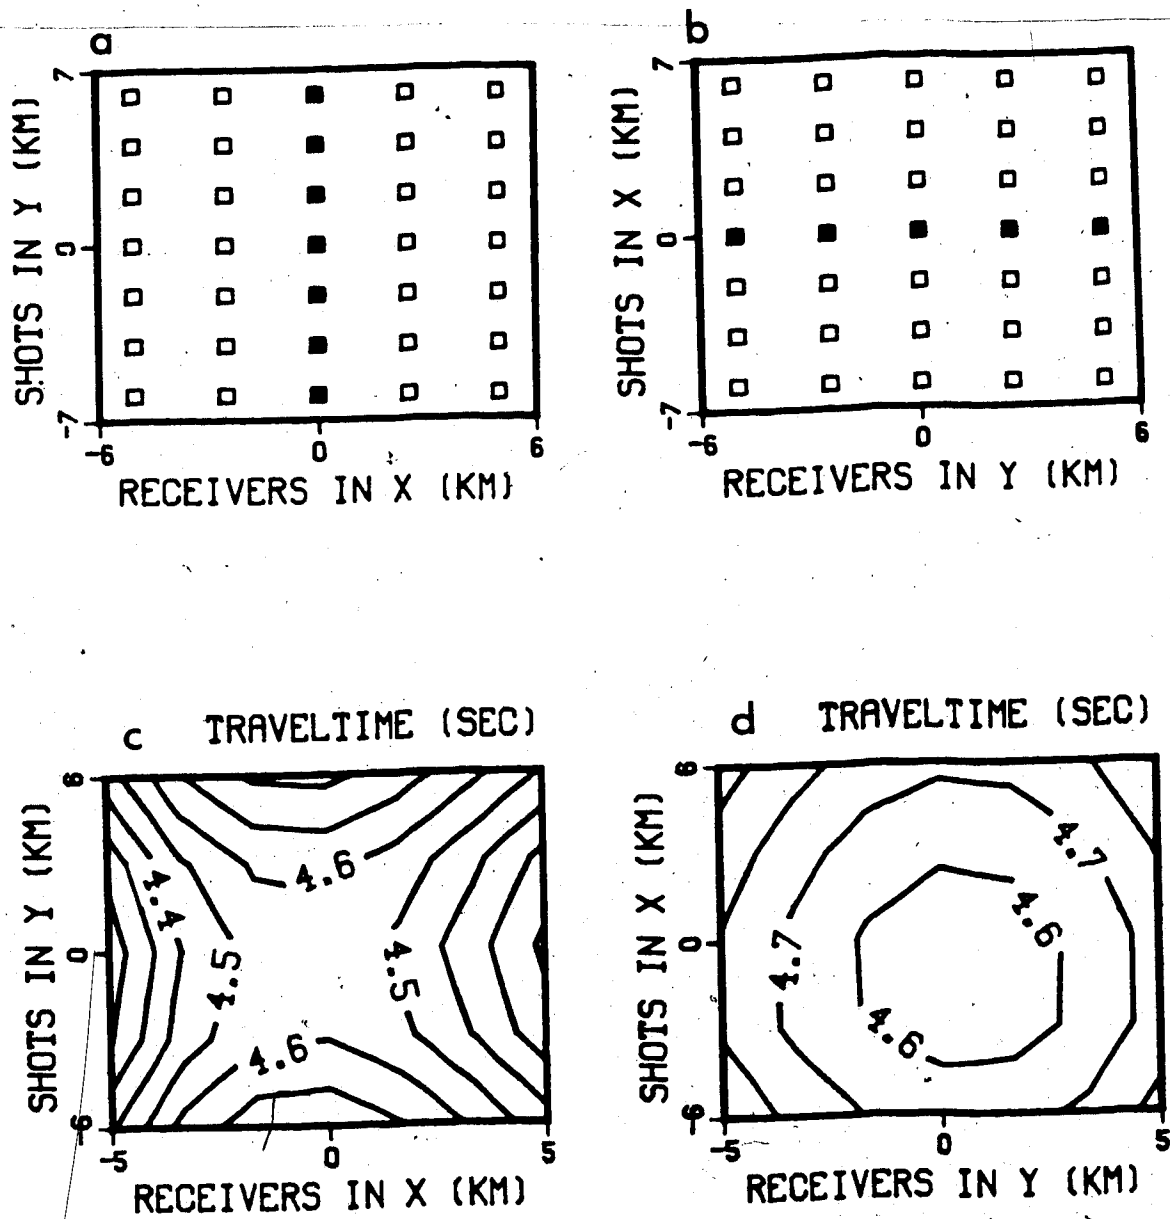 a
7
SHOTS IN Y (KM)
0
-7
-6 0 6
RECEIVERS IN X (KM)
b
7
SHOTS IN X (KM)
0
-7
-6 0 6
RECEIVERS IN Y (KM)
c TRAVELTIME (SEC)
6
SHOTS IN Y (KM)
0
-6
4.6
4.4
4.5
4.5
4.6
-5 0 5
RECEIVERS IN X (KM)
d TRAVELTIME (SEC)
6
SHOTS IN X (KM)
0
-6
4.7
4.6
4.7
4.6
-5 0 5
RECEIVERS IN Y (KM)